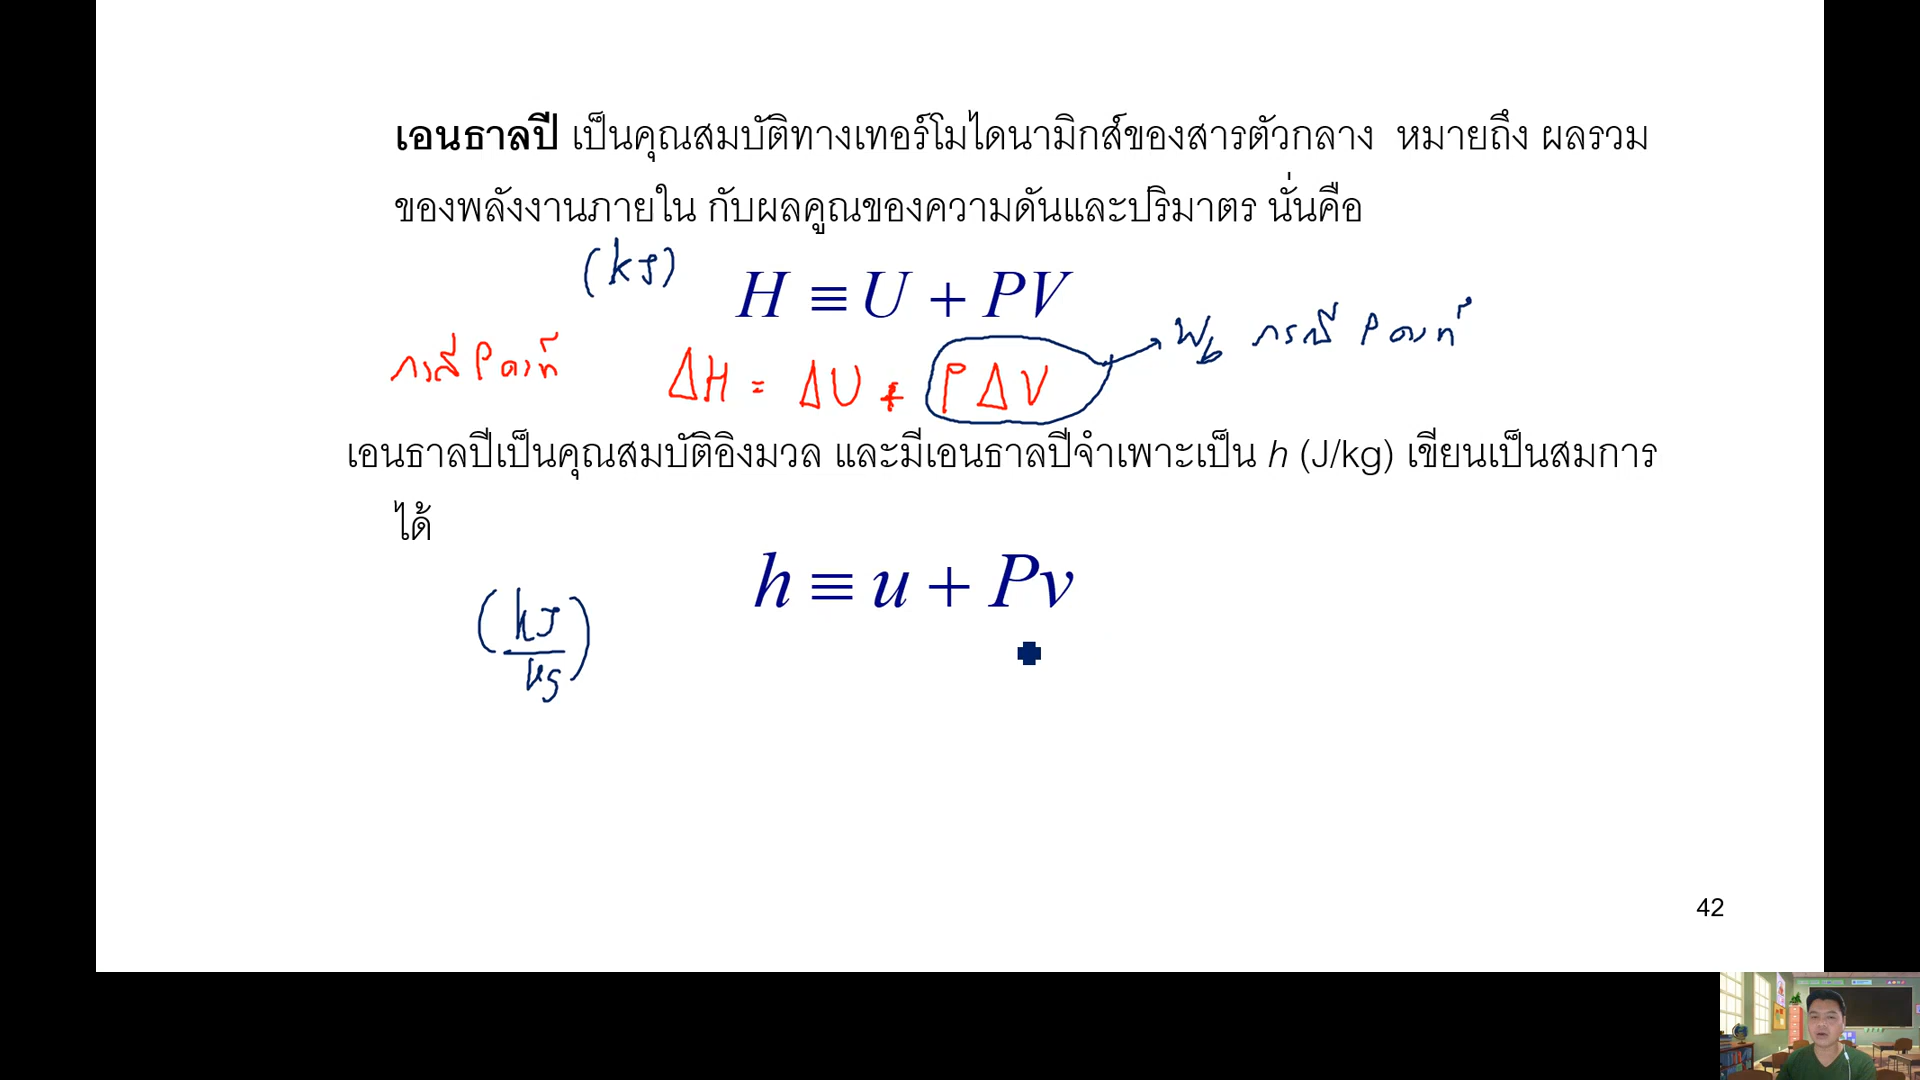 เอนธาลปี เป็นคุณสมบัติทางเทอร์โมไดนามิกส์ของสารตัวกลาง หมายถึง ผลรวม
ของพลังงานภายใน กับผลคูณของความดันและปริมาตร นั่นคือ
(kJ)
H ≡ U + PV
กรณี P คงที่
ΔH = ΔU + PΔV
W_b กรณี P คงที่
เอนธาลปีเป็นคุณสมบัติอิงมวล และมีเอนธาลปีจำเพาะเป็น h (J/kg) เขียนเป็นสมการ
ได้
h ≡ u + Pv
(kJ/kg)
42